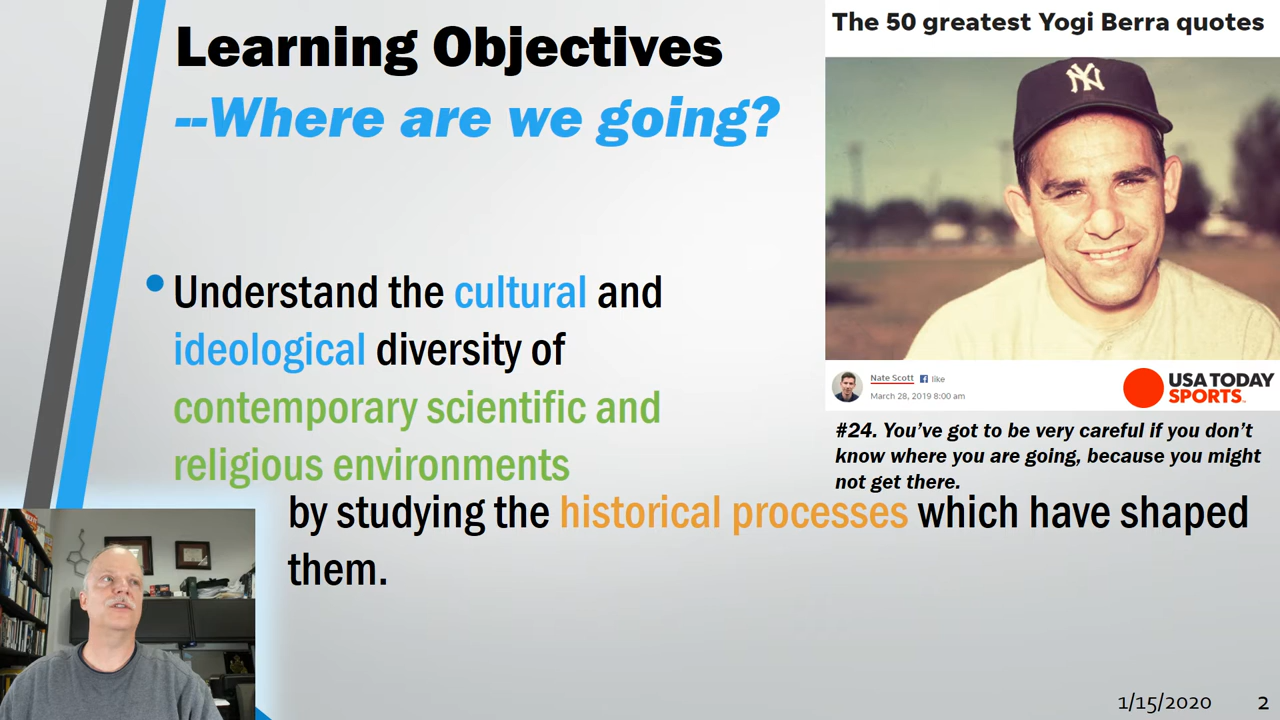 Learning Objectives
--Where are we going?
Understand the cultural and
ideological diversity of
contemporary scientific and
religious environments
by studying the historical processes which have shaped
them.
The 50 greatest Yogi Berra quotes
NY
Nate Scott f like
March 28, 2019 8:00 am
USA TODAY
SPORTS
#24. You've got to be very careful if you don't
know where you are going, because you might
not get there.
1/15/2020 2